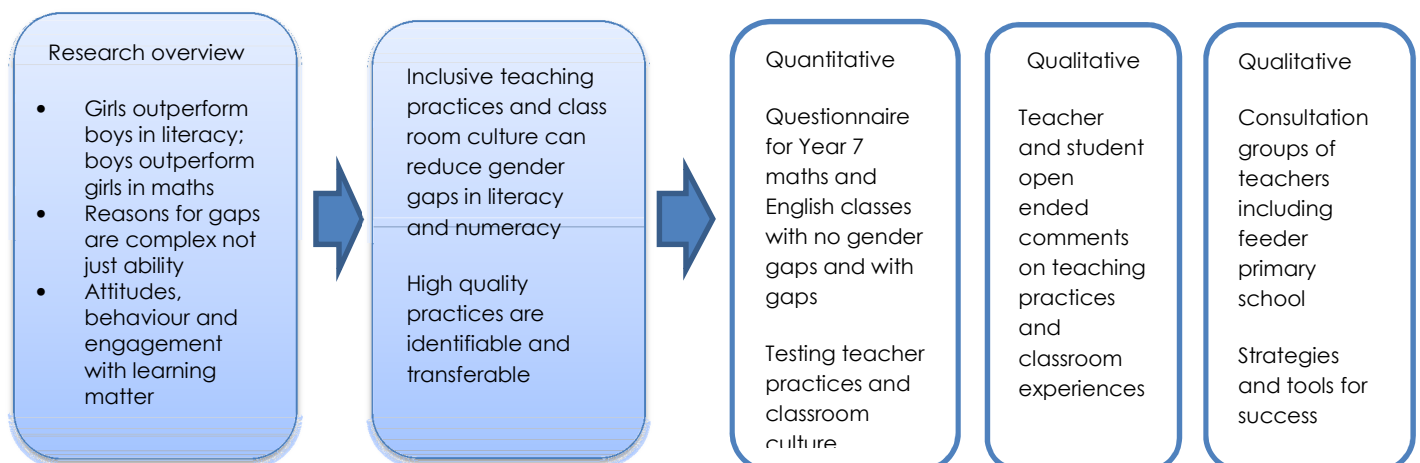 Research overview
• Girls outperform
boys in literacy;
boys outperform
girls in maths
• Reasons for gaps
are complex not
just ability
• Attitudes,
behaviour and
engagement
with learning
matter
Inclusive teaching
practices and class
room culture can
reduce gender
gaps in literacy
and numeracy
High quality
practices are
identifiable and
transferable
Quantitative
Questionnaire
for Year 7
maths and
English classes
with no gender
gaps and with
gaps
Testing teacher
practices and
classroom
culture
Qualitative
Teacher
and student
open
ended
comments
on teaching
practices
and
classroom
experiences
Qualitative
Consultation
groups of
teachers
including
feeder
primary
school
Strategies
and tools for
success